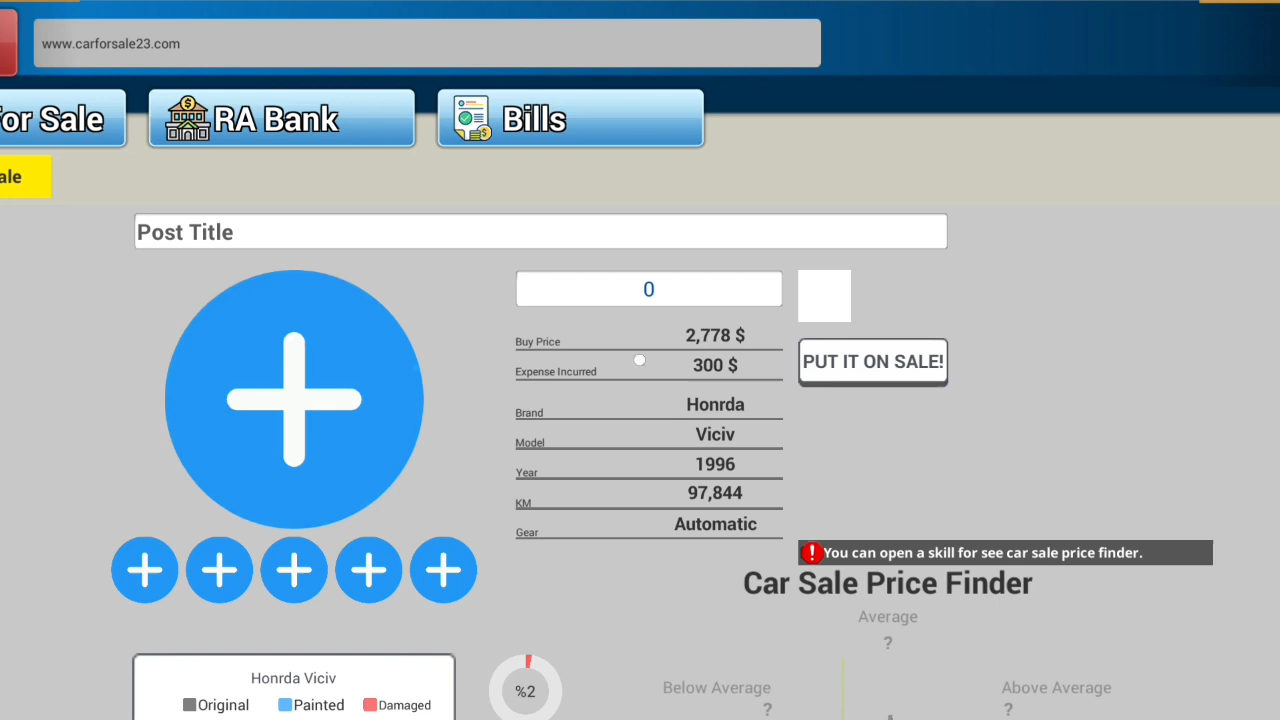 www.carforsale23.com
For Sale
RA Bank
Bills
ale
Post Title
0
Buy Price 2,778 $
Expense Incurred 300 $
PUT IT ON SALE!
Brand Honrda
Model Viciv
Year 1996
KM 97,844
Gear Automatic
You can open a skill for see car sale price finder.
Car Sale Price Finder
Average
?
Below Average
?
Above Average
?
Honrda Viciv
Original Painted Damaged
%2